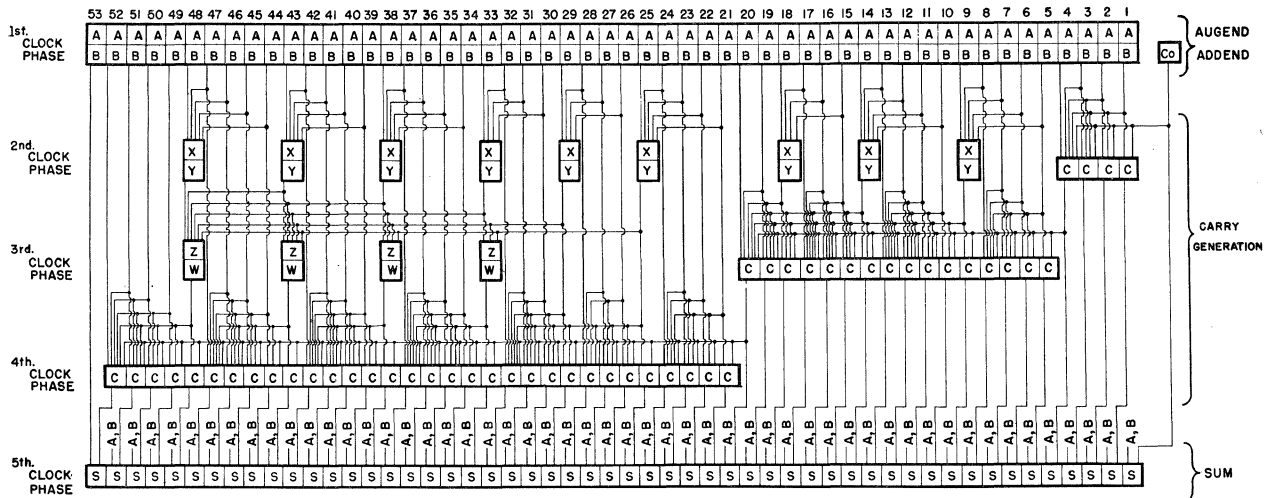 53 52 51 50 49 48 47 46 45 44 43 42 41 40 39 38 37 36 35 34 33 32 31 30 29 28 27 26 25 24 23 22 21 20 19 18 17 16 15 14 13 12 11 10 9 8 7 6 5 4 3 2 1
1st. CLOCK PHASE
A A A A A A A A A A A A A A A A A A A A A A A A A A A A A A A A A A A A A A A A A A A A A A A A A A A A A
B B B B B B B B B B B B B B B B B B B B B B B B B B B B B B B B B B B B B B B B B B B B B B B B B B B B B
Co
AUGEND
ADDEND
2nd. CLOCK PHASE
X X X X X X X X X
Y Y Y Y Y Y Y Y Y
C C C C
3rd. CLOCK PHASE
Z Z Z Z
W W W W
C C C C C C C C C C C C C C C C
CARRY
GENERATION
4th. CLOCK PHASE
C C C C C C C C C C C C C C C C C C C C C C C C C C C C C C C C
A, B A, B A, B A, B A, B A, B A, B A, B A, B A, B A, B A, B A, B A, B A, B A, B A, B A, B A, B A, B A, B A, B A, B A, B A, B A, B A, B A, B A, B A, B A, B A, B A, B A, B A, B A, B A, B A, B A, B A, B A, B A, B A, B A, B A, B A, B A, B A, B A, B A, B A, B A, B
5th. CLOCK PHASE
S S S S S S S S S S S S S S S S S S S S S S S S S S S S S S S S S S S S S S S S S S S S S S S S S S S S S
SUM